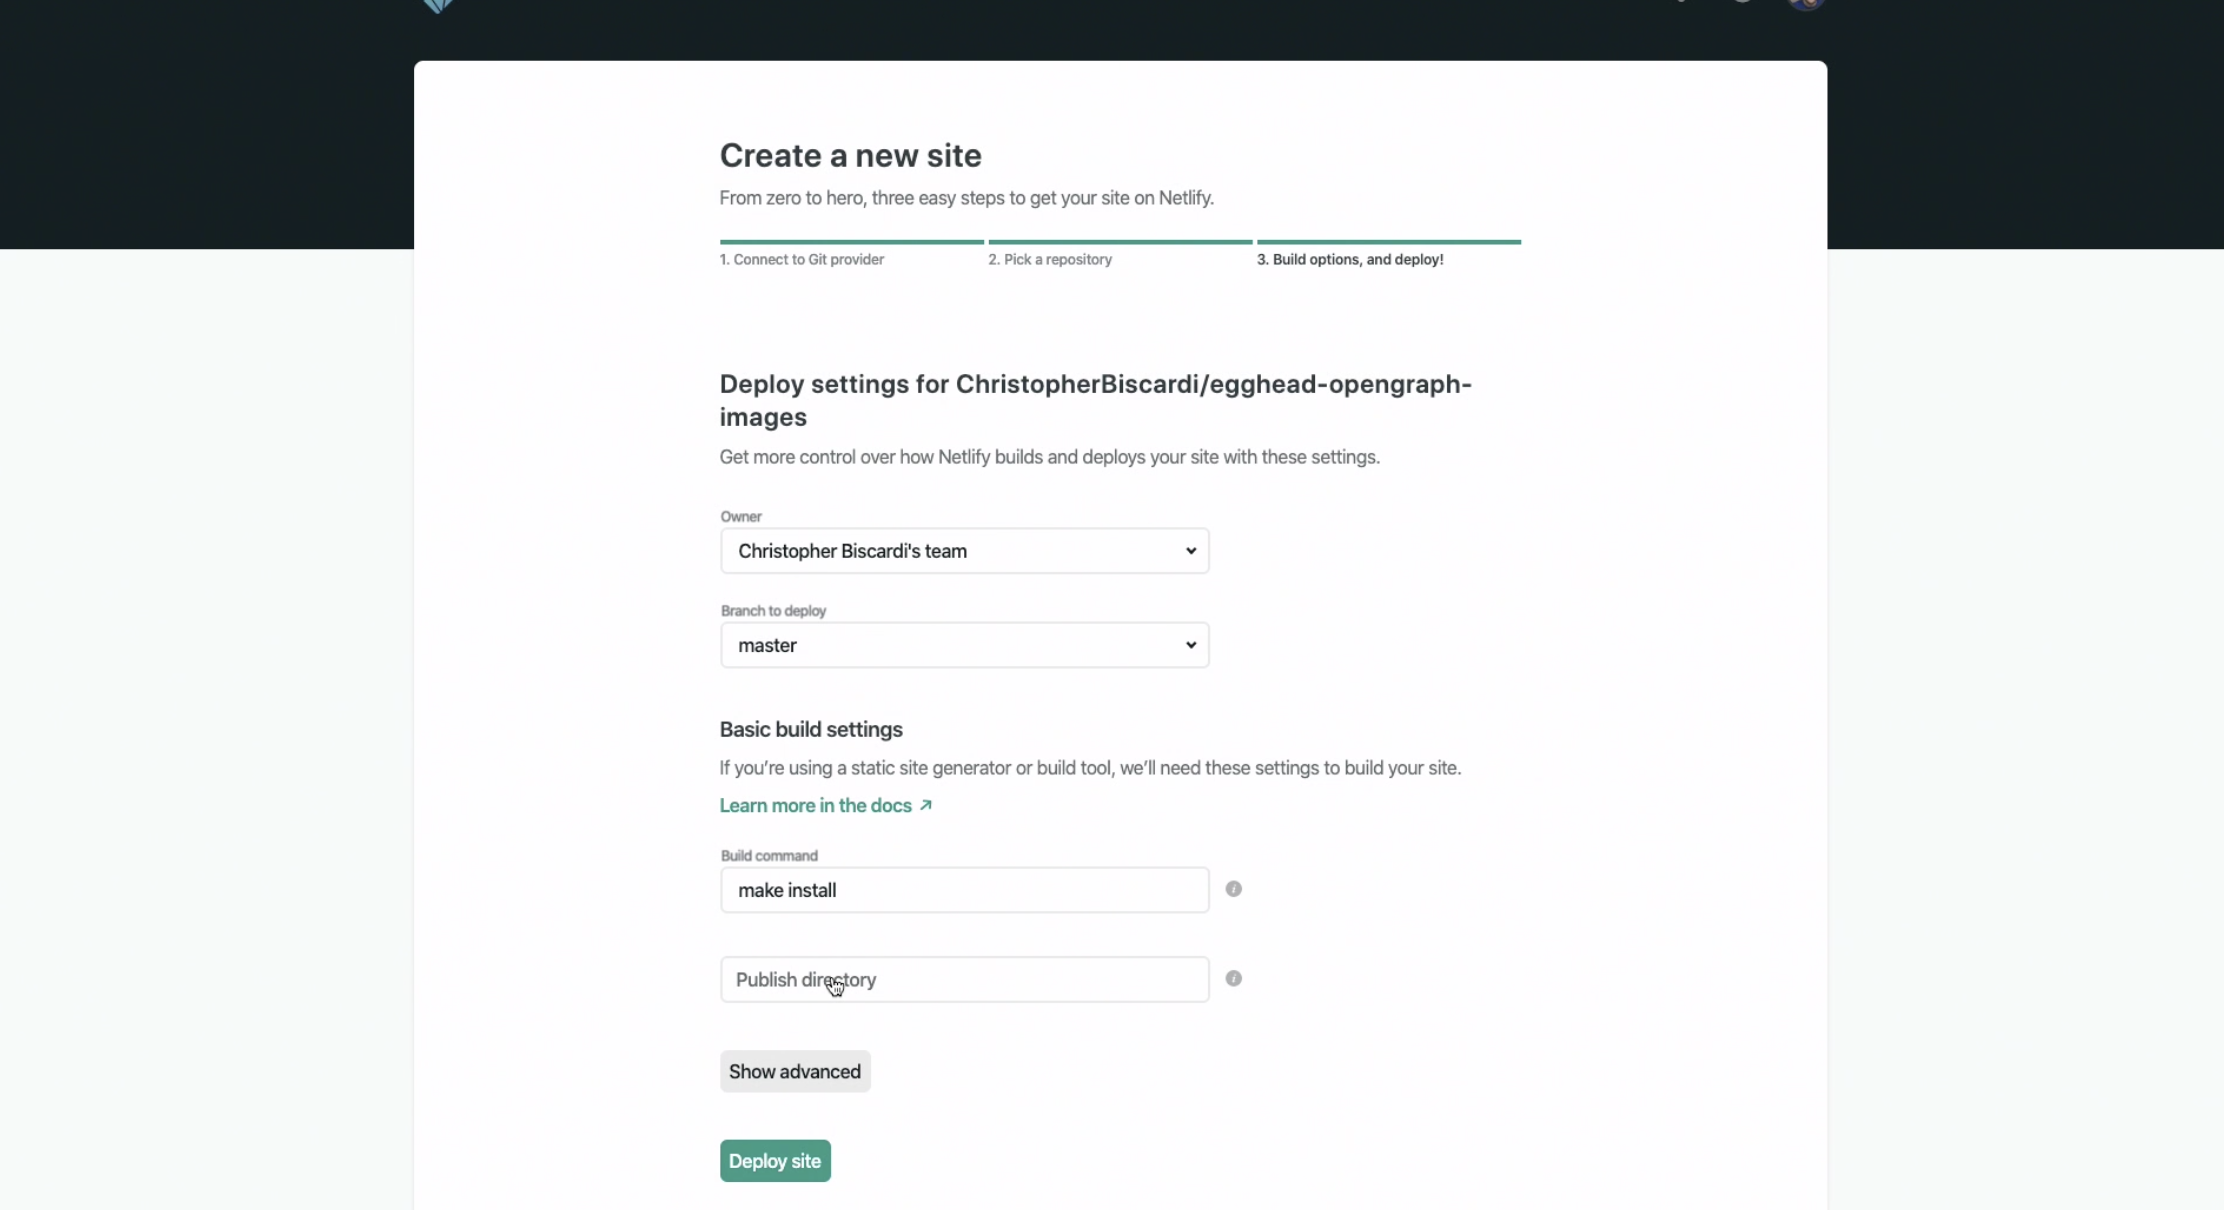 Create a new site
From zero to hero, three easy steps to get your site on Netlify.
1. Connect to Git provider
2. Pick a repository
3. Build options, and deploy!
Deploy settings for ChristopherBiscardi/egghead-opengraph-
images
Get more control over how Netlify builds and deploys your site with these settings.
Owner
Christopher Biscardi's team
Branch to deploy
master
Basic build settings
If you’re using a static site generator or build tool, we’ll need these settings to build your site.
Learn more in the docs ↗
Build command
make install
Publish directory
Show advanced
Deploy site